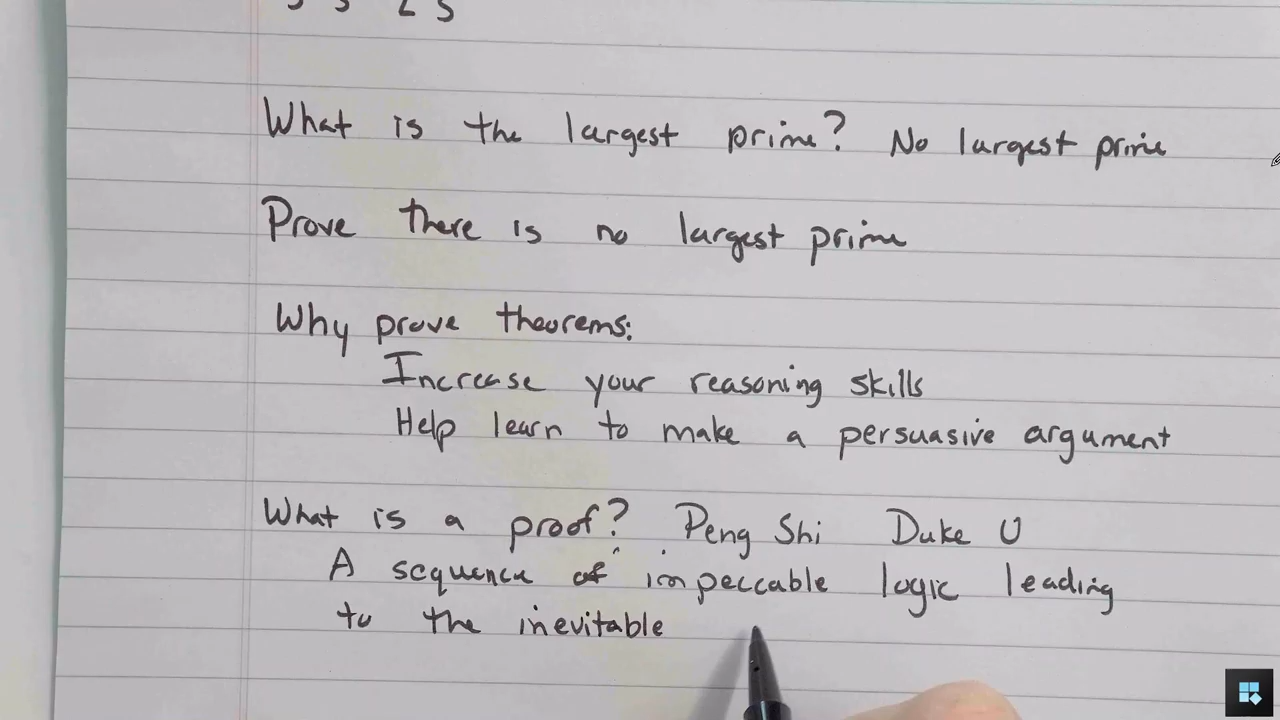 What is the largest prime? No largest prime
Prove there is no largest prime
Why prove theorems:
Increase your reasoning skills
Help learn to make a persuasive argument
What is a proof? Peng Shi Duke U
A sequence of impeccable logic leading
to the inevitable